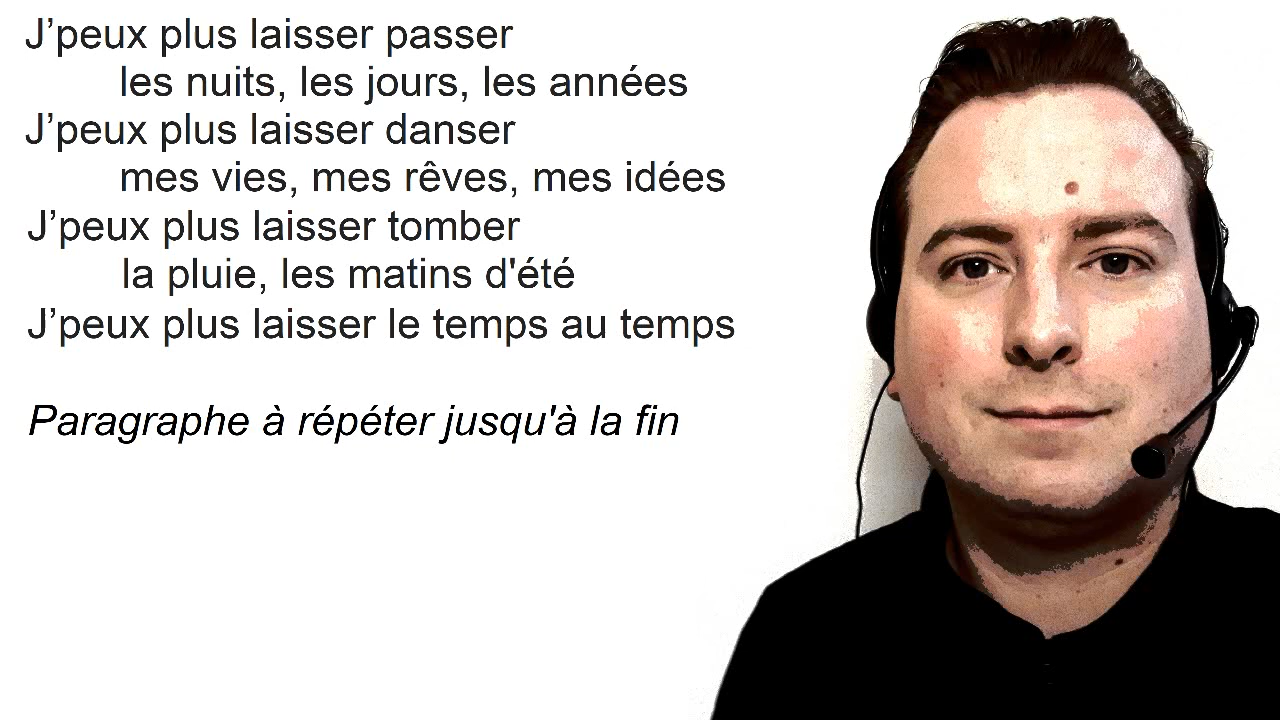 J’peux plus laisser passer
les nuits, les jours, les années
J’peux plus laisser danser
mes vies, mes rêves, mes idées
J’peux plus laisser tomber
la pluie, les matins d'été
J’peux plus laisser le temps au temps
Paragraphe à répéter jusqu'à la fin